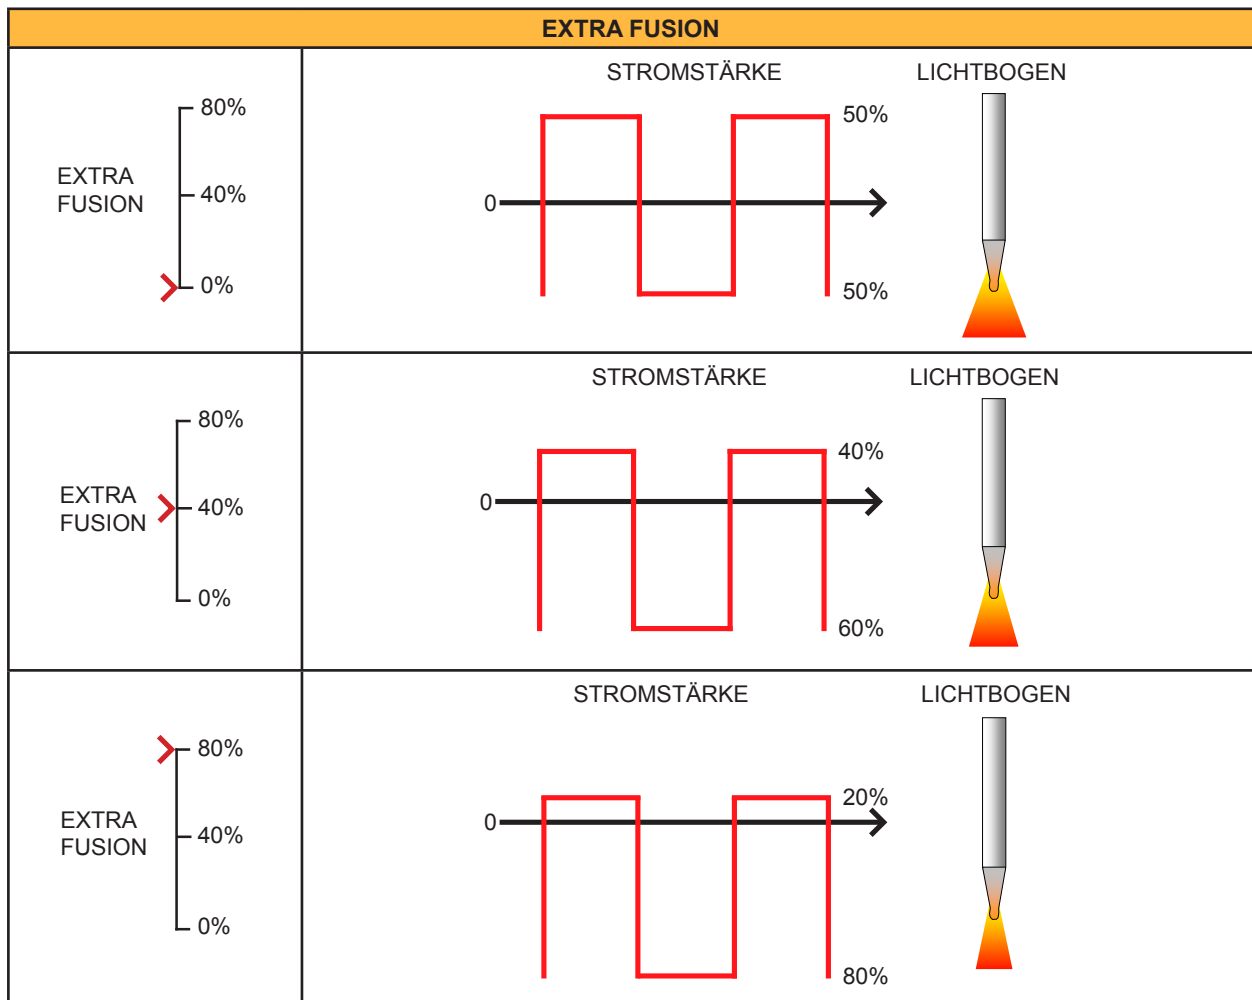 EXTRA FUSION
EXTRA
FUSION
80%
40%
0%
STROMSTÄRKE
LICHTBOGEN
50%
0
50%
EXTRA
FUSION
80%
40%
0%
STROMSTÄRKE
LICHTBOGEN
40%
0
60%
EXTRA
FUSION
80%
40%
0%
STROMSTÄRKE
LICHTBOGEN
20%
0
80%